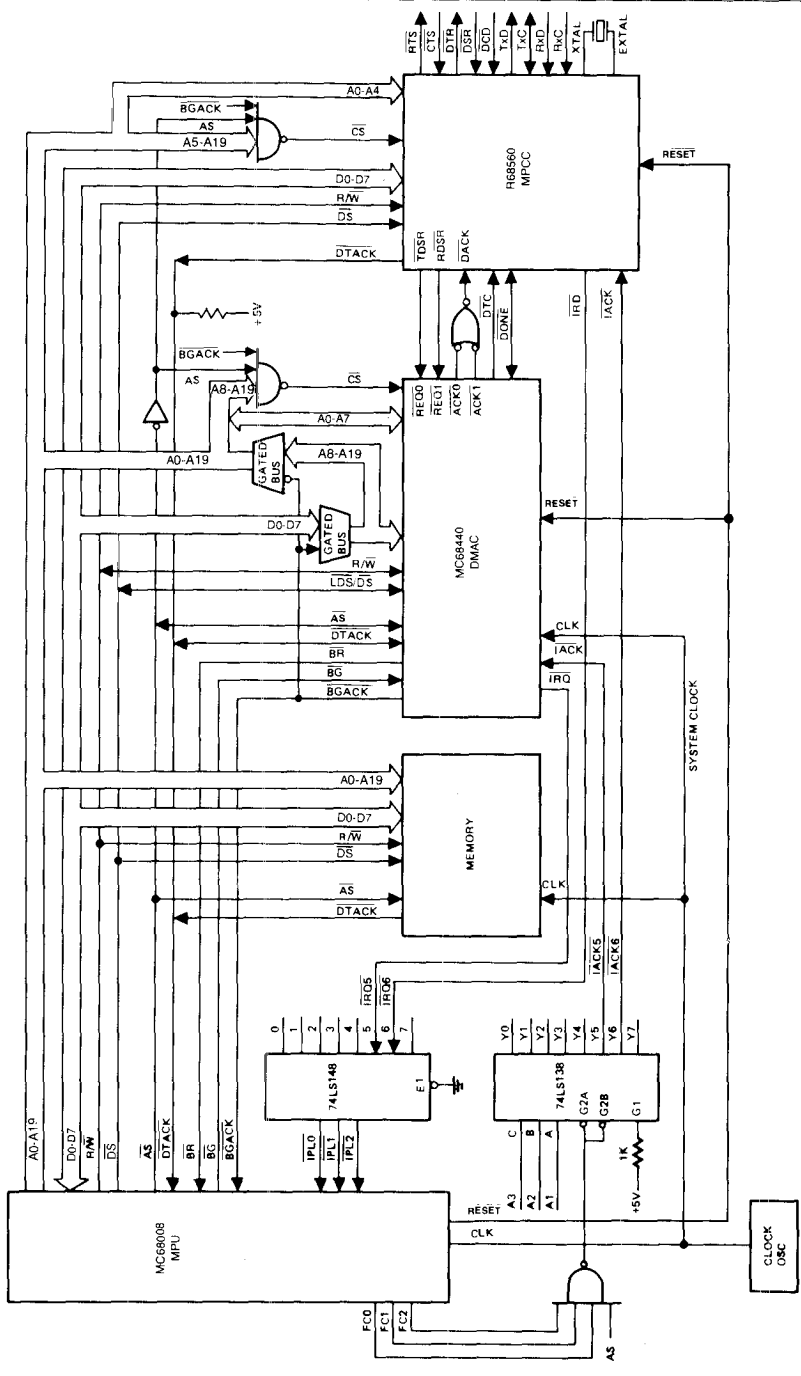 RTS
CTS
DTR
DSR
DCD
TxD
TxC
RxD
RxC
XTAL
EXTAL
A0-A4
BGACK
AS
A5-A19
CS
D0-D7
R/W
DS
DTACK
R68560
MPCC
RESET
TDSR
RDSR
DACK
DTC
DONE
IRD
IACK
+5V
BGACK
AS
A8-A19
CS
REQ0
REQ1
ACK0
ACK1
A0-A7
A0-A19
GATED
BUS
A8-A19
D0-D7
GATED
BUS
R/W
LDS/DS
AS
DTACK
BR
BG
BGACK
MC68440
DMAC
RESET
CLK
IACK
IRQ
SYSTEM CLOCK
A0-A19
D0-D7
R/W
DS
AS
DTACK
MEMORY
CLK
IRQ5
IRQ6
IACK5
IACK6
0
1
2
3
4
5
6
7
74LS148
E1
IPL0
IPL1
IPL2
Y0
Y1
Y2
Y3
Y4
Y5
Y6
Y7
74LS138
C
B
A
G2A
G2B
G1
A3
A2
A1
1K
+5V
A0-A19
D0-D7
R/W
DS
AS
DTACK
BR
BG
BGACK
MC68008
MPU
RESET
CLK
FC0
FC1
FC2
AS
CLOCK
OSC